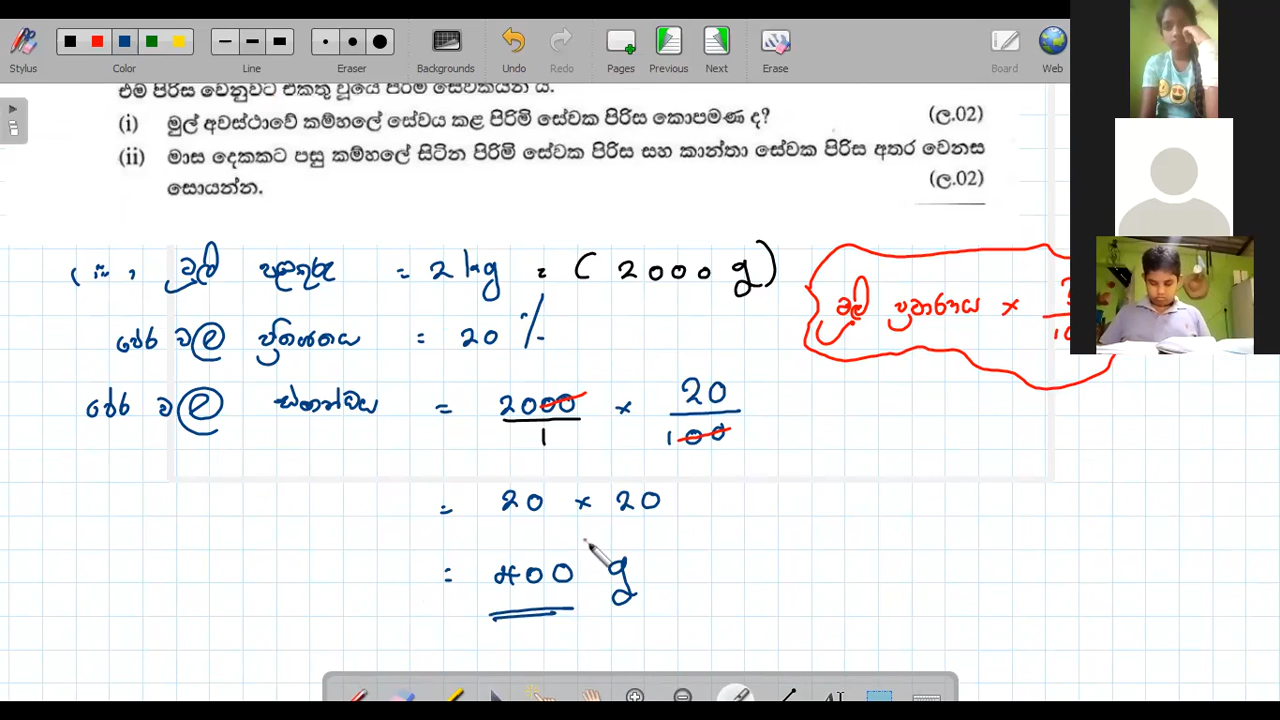 Stylus Color Line Eraser Backgrounds Undo Redo Pages Previous Next Erase Board Web
එම පිරිස වෙනුවට එකතු වූයේ පිරිමි සේවකයන් ය.
(i) මුල් අවස්ථාවේ කම්හලේ සේවය කළ පිරිමි සේවක පිරිස කොපමණ ද? (ල.02)
(ii) මාස දෙකකට පසු කම්හලේ සිටින පිරිමි සේවක පිරිස සහ කාන්තා සේවක පිරිස අතර වෙනස
සොයන්න. (ල.02)
මුල් පළතුරු = 2 kg = (2000 g)
මුල් ප්‍රමාණය ×
පේර වල ප්‍රතිශතය = 20 %
පේර වල ස්කන්ධය = 2000 / 1 × 20 / 100
= 20 × 20
= 400 g